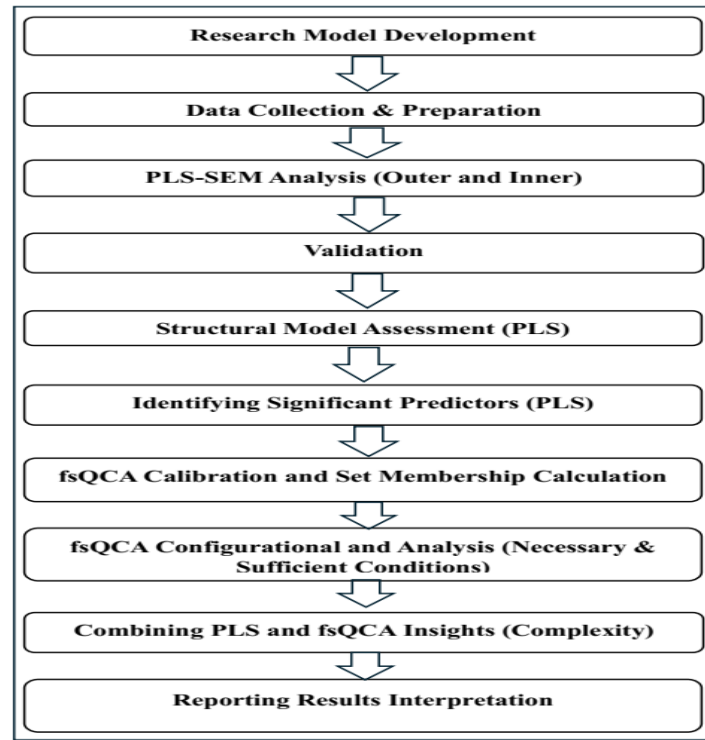 Research Model Development
Data Collection & Preparation
PLS-SEM Analysis (Outer and Inner)
Validation
Structural Model Assessment (PLS)
Identifying Significant Predictors (PLS)
fsQCA Calibration and Set Membership Calculation
fsQCA Configurational and Analysis (Necessary &
Sufficient Conditions)
Combining PLS and fsQCA Insights (Complexity)
Reporting Results Interpretation